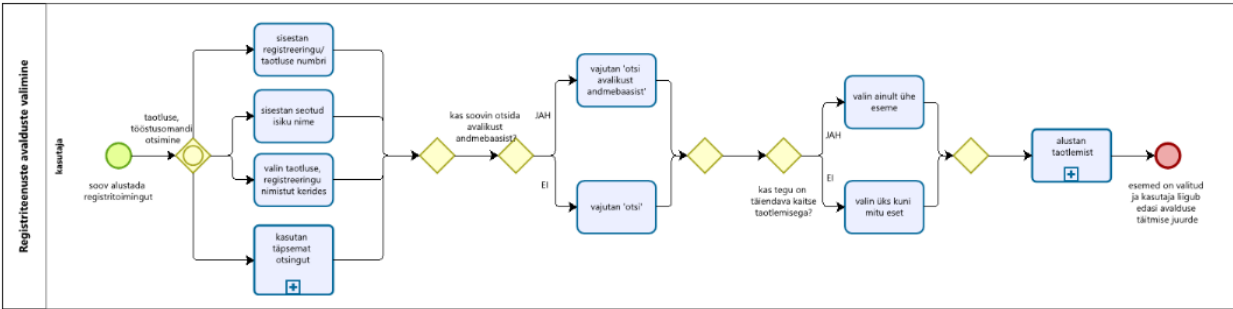 Registriteenuste avalduste valimine
kasutaja
soov alustada
registritoimingut
taotluse,
tööstusomandi
otsimine
sisestan
registreeringu/
taotluse numbri
sisestan seotud
isiku nime
valin taotluse,
registreeringu
nimistut kerides
kasutan
täpsemat
otsingut
kas soovin otsida
avalikust
andmebaasist?
JAH
EI
vajutan 'otsi
avalikust
andmebaasist'
vajutan 'otsi'
kas tegu on
täiendava kaitse
taotlemisega?
JAH
EI
valin ainult ühe
eseme
valin üks kuni
mitu eset
alustan
taotlemist
esemed on valitud
ja kasutaja liigub
edasi avalduse
täitmise juurde